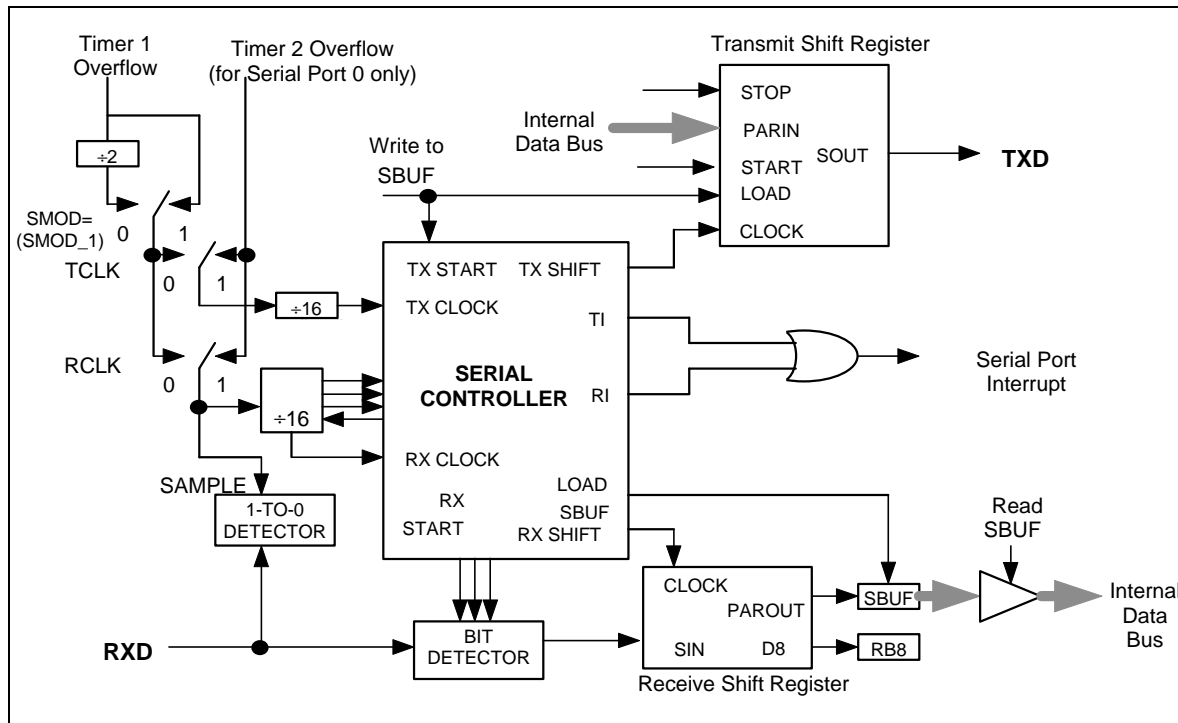 Timer 1
Overflow
Timer 2 Overflow
(for Serial Port 0 only)
÷2
SMOD=
(SMOD_1)
0
1
TCLK
0
1
÷16
RCLK
0
1
÷16
SAMPLE
1-TO-0
DETECTOR
RXD
BIT
DETECTOR
Write to
SBUF
TX START
TX SHIFT
TX CLOCK
TI
SERIAL
CONTROLLER
RI
RX CLOCK
LOAD
SBUF
RX
START
RX SHIFT
Internal
Data Bus
Transmit Shift Register
STOP
PARIN
START
SOUT
LOAD
CLOCK
TXD
Serial Port
Interrupt
CLOCK
PAROUT
SIN
D8
Receive Shift Register
SBUF
RB8
Read
SBUF
Internal
Data
Bus